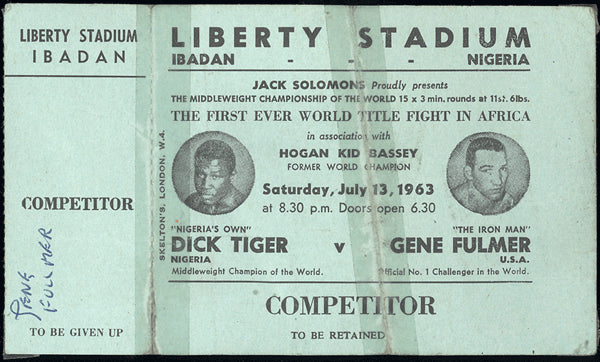 LIBERTY STADIUM
IBADAN
COMPETITOR
GENE
FULLMER
TO BE GIVEN UP
SKELTON'S, LONDON, W.4.
LIBERTY STADIUM
IBADAN - - - NIGERIA
JACK SOLOMONS Proudly presents
THE MIDDLEWEIGHT CHAMPIONSHIP OF THE WORLD 15 x 3 min. rounds at 11st. 6lbs.
THE FIRST EVER WORLD TITLE FIGHT IN AFRICA
in association with
HOGAN KID BASSEY
FORMER WORLD CHAMPION
Saturday, July 13, 1963
at 8.30 p.m. Doors open 6.30
"NIGERIA'S OWN" "THE IRON MAN"
DICK TIGER v GENE FULMER
NIGERIA U.S.A.
Middleweight Champion of the World. Official No. 1 Challenger in the World.
COMPETITOR
TO BE RETAINED